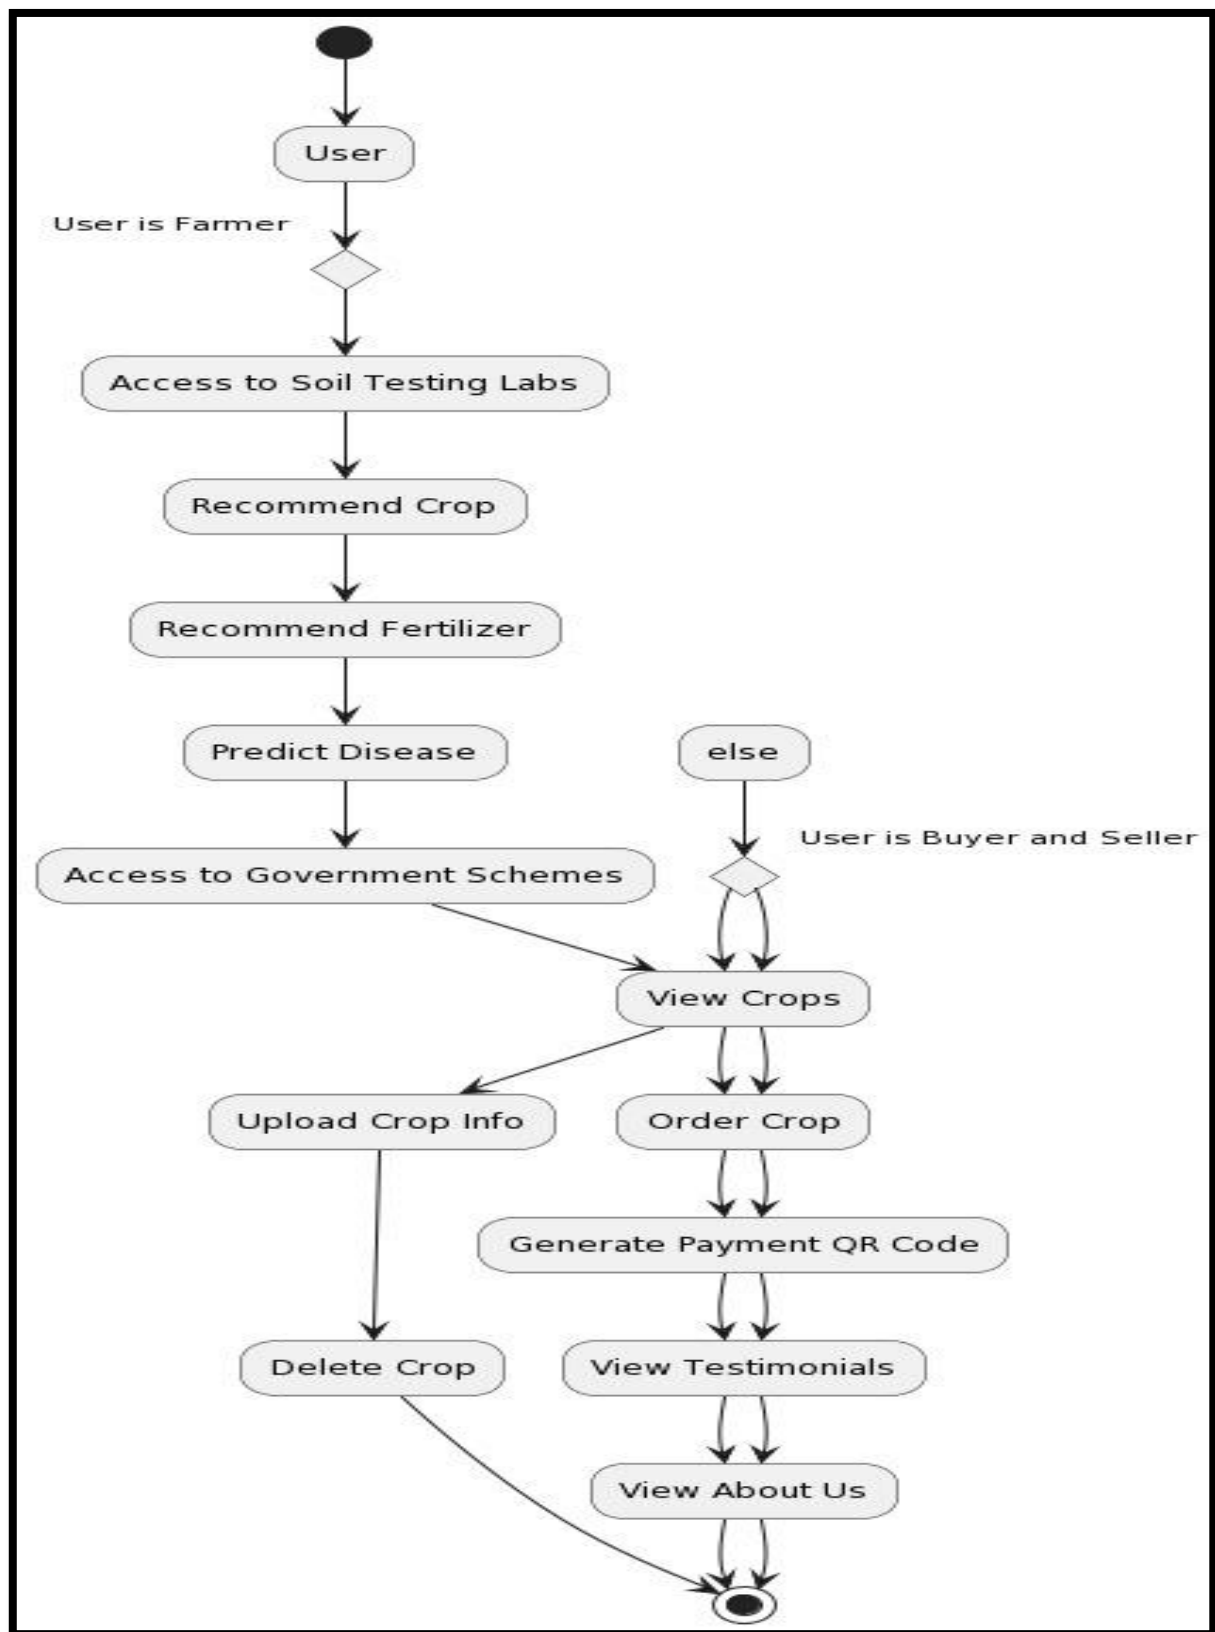 User
User is Farmer
Access to Soil Testing Labs
Recommend Crop
Recommend Fertilizer
Predict Disease
else
User is Buyer and Seller
Access to Government Schemes
View Crops
Upload Crop Info
Order Crop
Generate Payment QR Code
Delete Crop
View Testimonials
View About Us